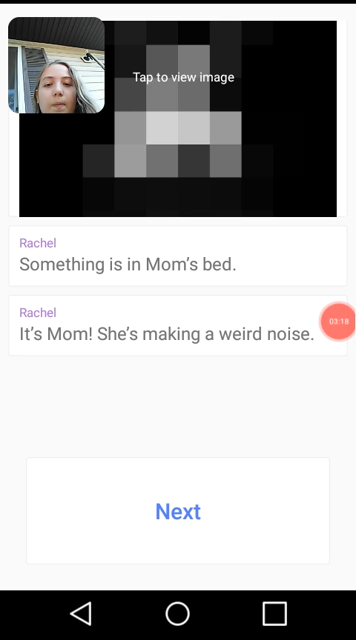 Tap to view image
Rachel
Something is in Mom's bed.
Rachel
It's Mom! She's making a weird noise.
03:18
Next